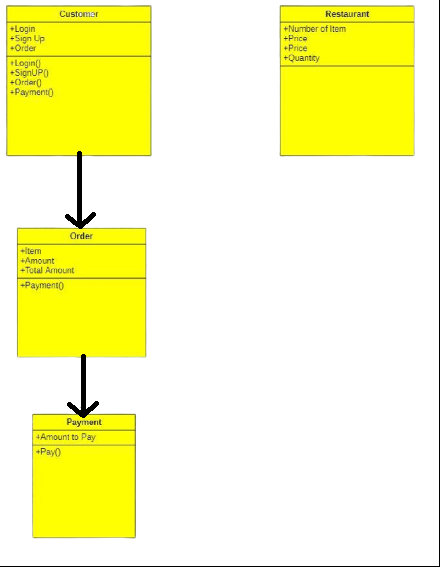 Customer
+Login
+Sign Up
+Order
+Login()
+SignUP()
+Order()
+Payment()
Restaurant
+Number of Item
+Price
+Price
+Quantity
Order
+Item
+Amount
+Total Amount
+Payment()
Payment
+Amount to Pay
+Pay()